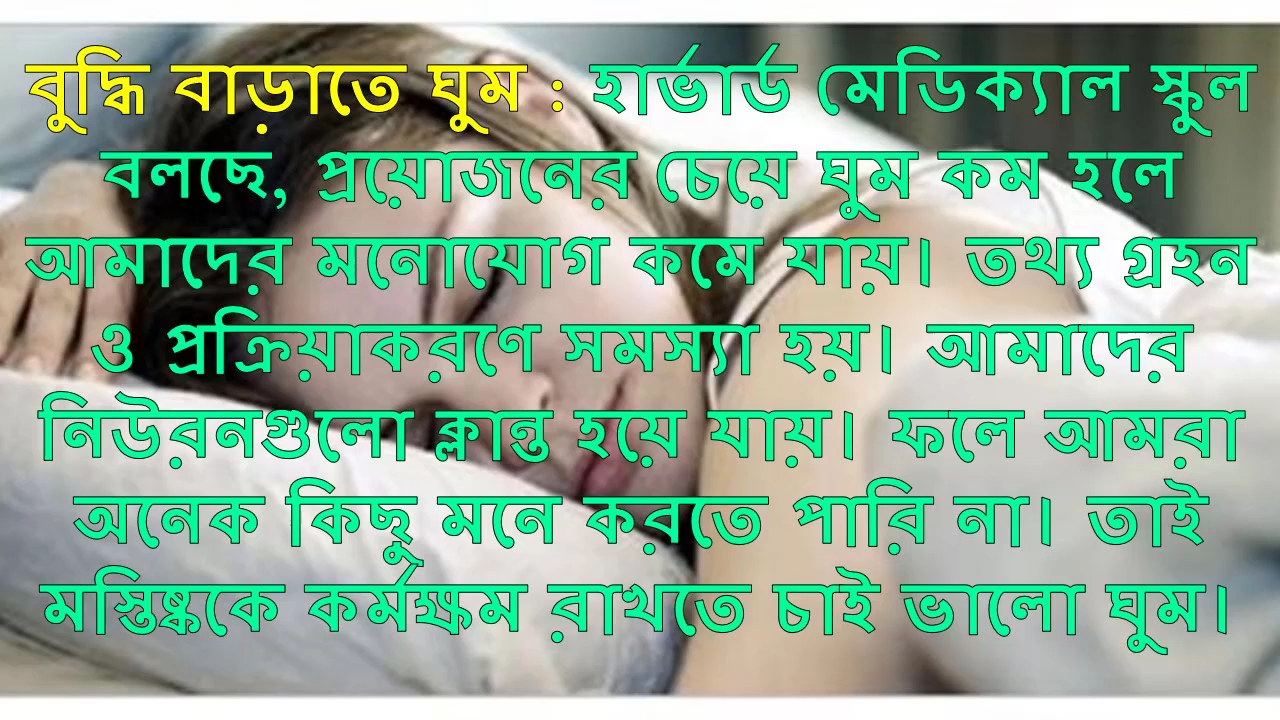 বুদ্ধি বাড়াতে ঘুম : হার্ভার্ড মেডিক্যাল স্কুল
বলছে, প্রয়োজনের চেয়ে ঘুম কম হলে
আমাদের মনোযোগ কমে যায়। তথ্য গ্রহন
ও প্রক্রিয়াকরণে সমস্যা হয়। আমাদের
নিউরনগুলো ক্লান্ত হয়ে যায়। ফলে আমরা
অনেক কিছু মনে করতে পারি না। তাই
মস্তিষ্ককে কর্মক্ষম রাখতে চাই ভালো ঘুম।